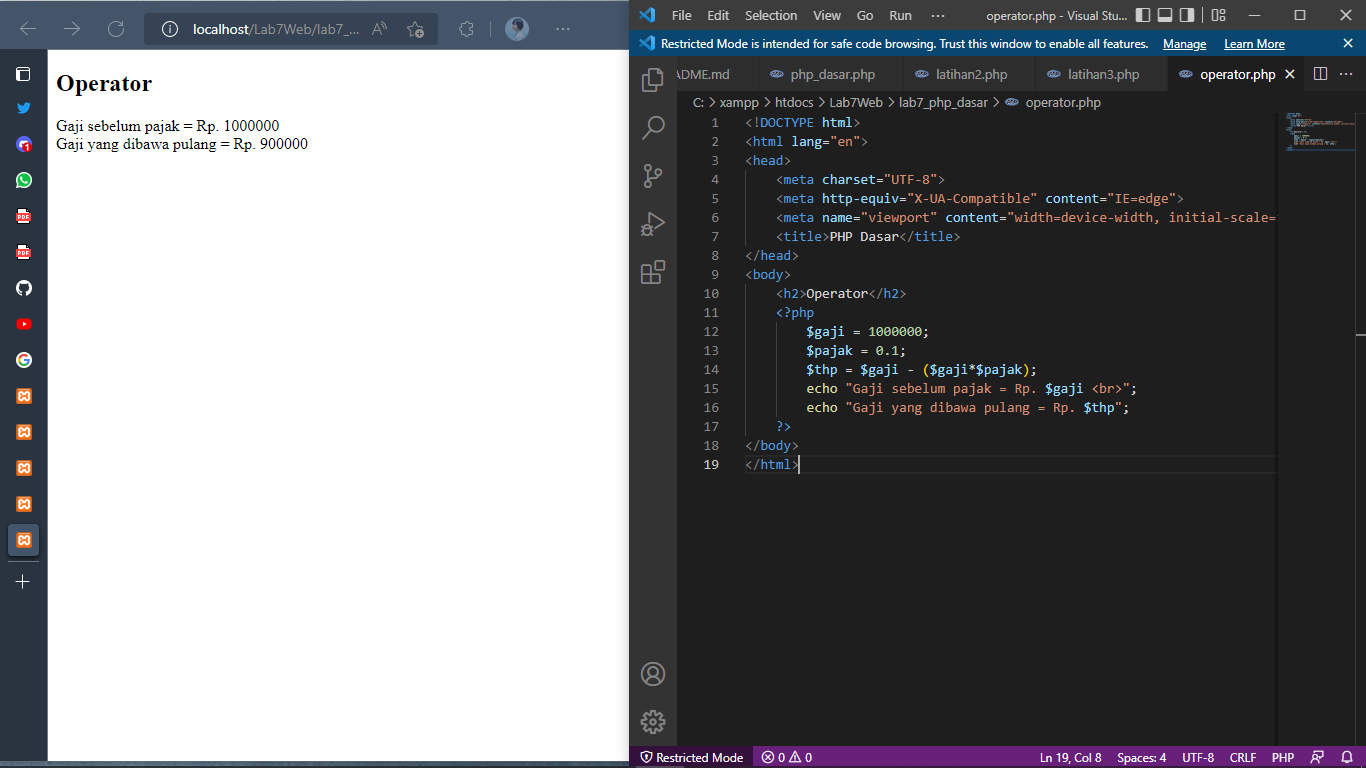 localhost/Lab7Web/lab7_...
Operator
Gaji sebelum pajak = Rp. 1000000
Gaji yang dibawa pulang = Rp. 900000
File Edit Selection View Go Run ··· operator.php - Visual Stu...
Restricted Mode is intended for safe code browsing. Trust this window to enable all features. Manage Learn More
ADME.md php_dasar.php latihan2.php latihan3.php operator.php
C: > xampp > htdocs > Lab7Web > lab7_php_dasar > operator.php
1 <!DOCTYPE html>
2 <html lang="en">
3 <head>
4 <meta charset="UTF-8">
5 <meta http-equiv="X-UA-Compatible" content="IE=edge">
6 <meta name="viewport" content="width=device-width, initial-scale=
7 <title>PHP Dasar</title>
8 </head>
9 <body>
10 <h2>Operator</h2>
11 <?php
12 $gaji = 1000000;
13 $pajak = 0.1;
14 $thp = $gaji - ($gaji*$pajak);
15 echo "Gaji sebelum pajak = Rp. $gaji <br>";
16 echo "Gaji yang dibawa pulang = Rp. $thp";
17 ?>
18 </body>
19 </html>
Restricted Mode 0 0 Ln 19, Col 8 Spaces: 4 UTF-8 CRLF PHP